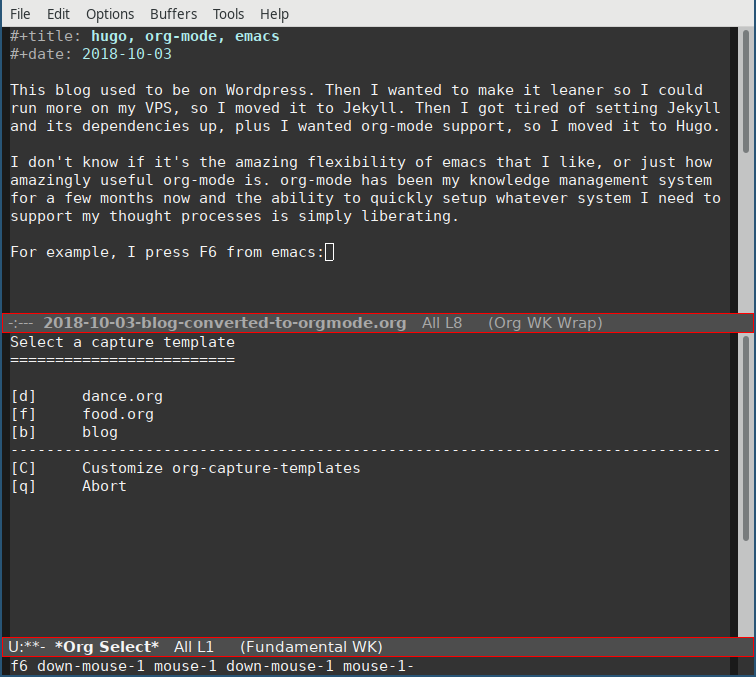 File Edit Options Buffers Tools Help
#+title: hugo, org-mode, emacs
#+date: 2018-10-03
This blog used to be on Wordpress. Then I wanted to make it leaner so I could
run more on my VPS, so I moved it to Jekyll. Then I got tired of setting Jekyll
and its dependencies up, plus I wanted org-mode support, so I moved it to Hugo.
I don't know if it's the amazing flexibility of emacs that I like, or just how
amazingly useful org-mode is. org-mode has been my knowledge management system
for a few months now and the ability to quickly setup whatever system I need to
support my thought processes is simply liberating.
For example, I press F6 from emacs:
-:--- 2018-10-03-blog-converted-to-orgmode.org All L8 (Org WK Wrap)
Select a capture template
=========================
[d] dance.org
[f] food.org
[b] blog
-------------------------------------------------------------------------------
[C] Customize org-capture-templates
[q] Abort
U:**- *Org Select* All L1 (Fundamental WK)
f6 down-mouse-1 mouse-1 down-mouse-1 mouse-1-